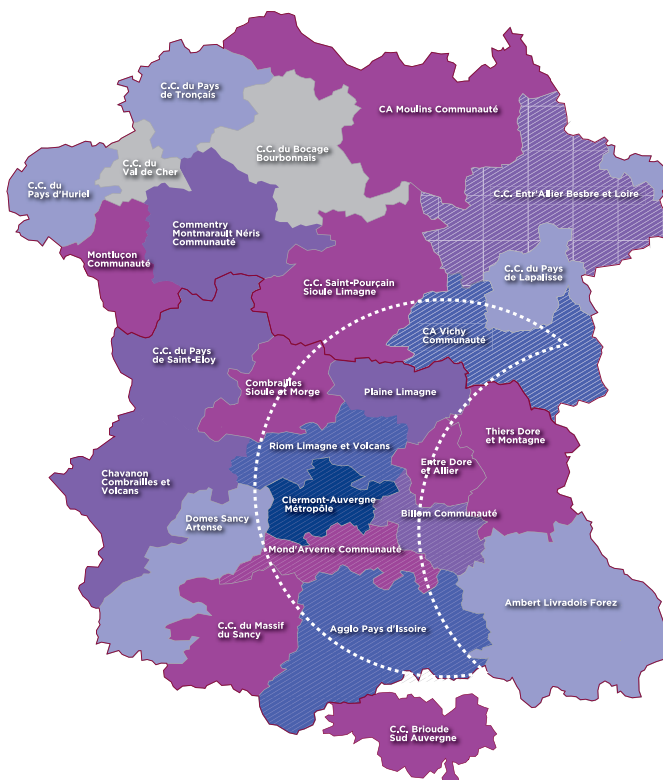 C.C. du Pays
de Tronçais
CA Moulins Communauté
C.C. du Bocage
Bourbonnais
C.C. du
Val de Cher
C.C. du
Pays d'Huriel
C.C. Entr'Allier Besbre et Loire
Commentry
Montmarault Néris
Communauté
Montluçon
Communauté
C.C. du Pays
de Lapalisse
C.C. Saint-Pourçain
Sioule Limagne
CA Vichy
Communauté
C.C. du Pays
de Saint-Eloy
Combrailles
Sioule et Morge
Plaine Limagne
Thiers Dore
et Montagne
Riom Limagne et Volcans
Entre Dore
et Allier
Chavanon
Combrailles et
Volcans
Clermont-Auvergne
Métropôle
Billom Communauté
Domes Sancy
Artense
Mond'Arverne Communauté
Ambert Livradois Forez
C.C. du Massif
du Sancy
Agglo Pays d'Issoire
C.C. Brioude
Sud Auvergne